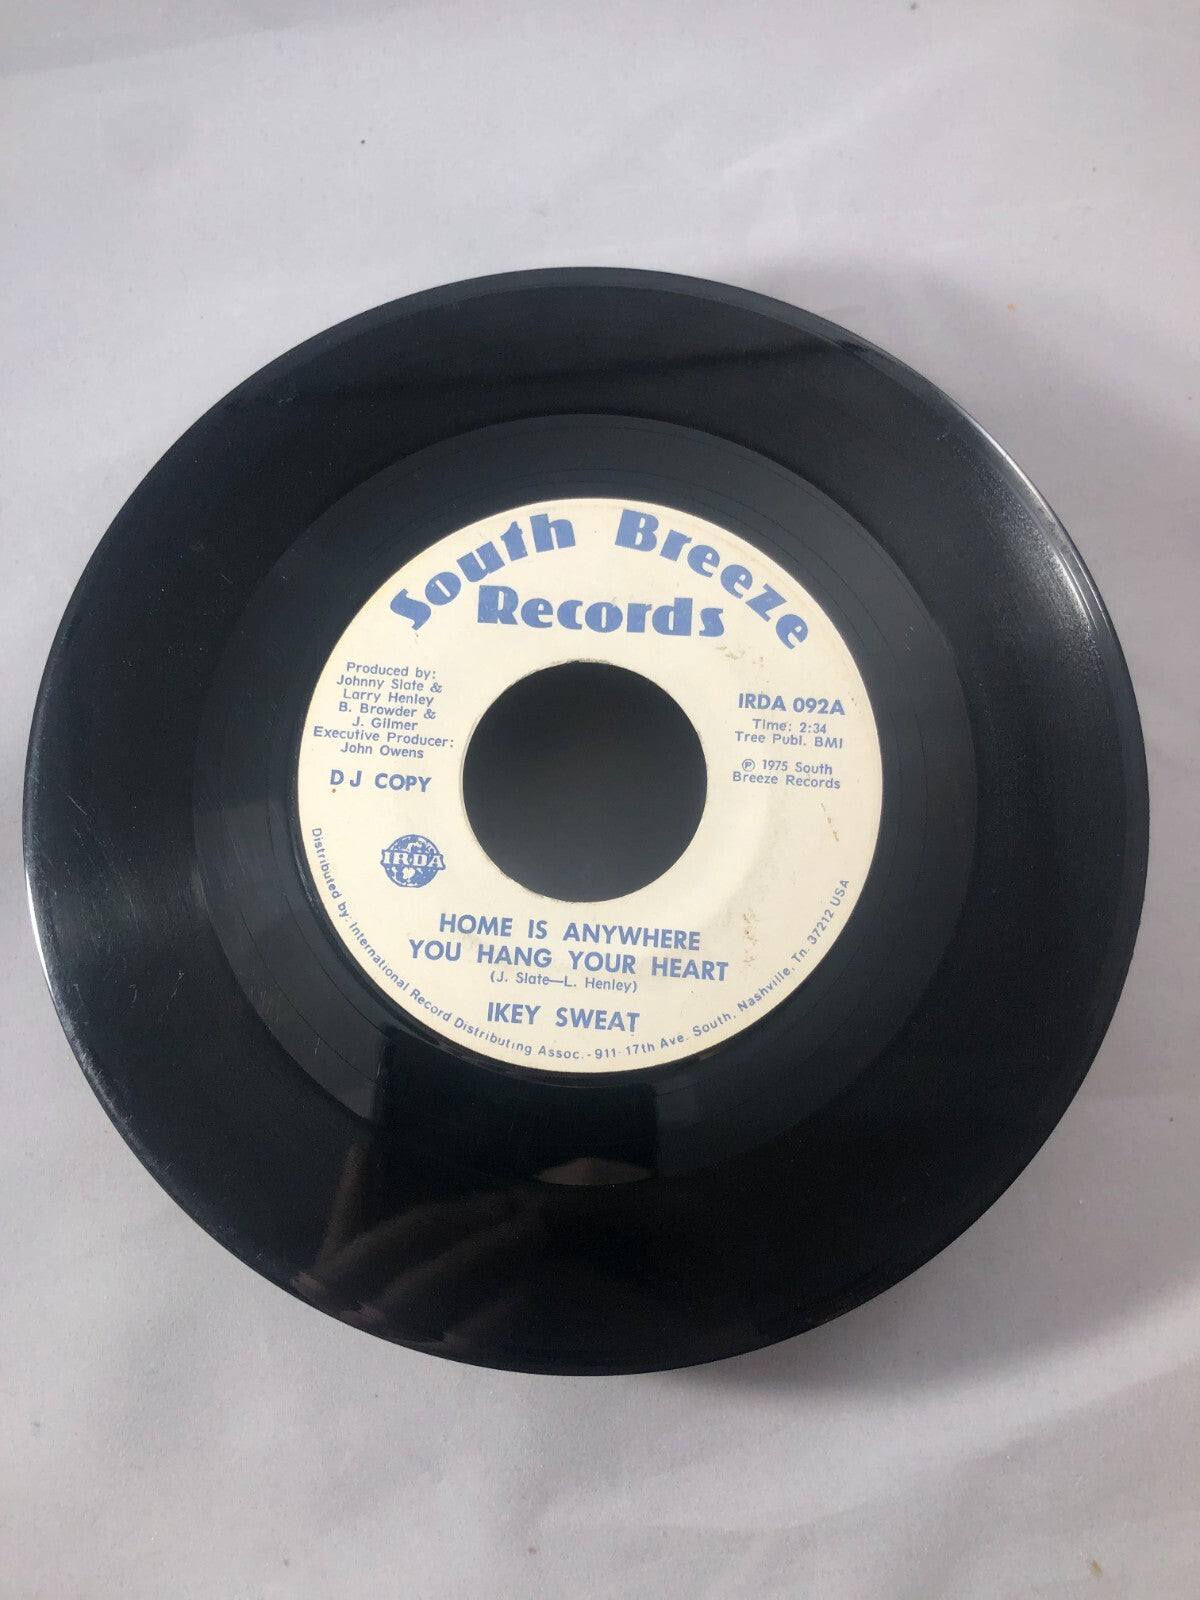 South Breeze
Records
Produced by:
Johnny Slate &
Larry Henley
B. Browder &
J. Gilmer
Executive Producer:
John Owens
DJ COPY
IRDA 092A
Time: 2:34
Tree Publ. BMI
℗ 1975 South
Breeze Records
IRDA
HOME IS ANYWHERE
YOU HANG YOUR HEART
(J. Slate—L. Henley)
IKEY SWEAT
Distributed by: International Record Distributing Assoc. - 911- 17th Ave. South, Nashville, Tn. 37212 USA